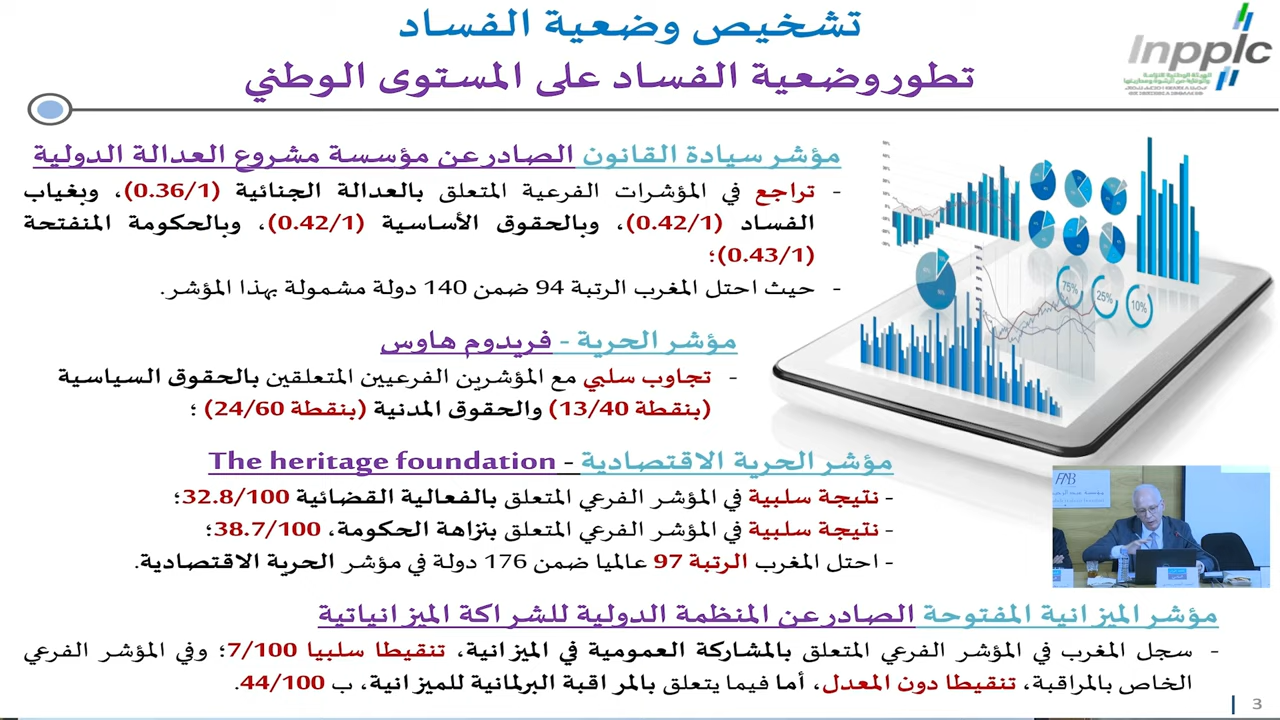 تشخيص وضعية الفساد
تطور وضعية الفساد على المستوى الوطني
Inpplc
مؤشر سيادة القانون الصادر عن مؤسسة مشروع العدالة الدولية
- تراجع في المؤشرات الفرعية المتعلق بالعدالة الجنائية (0.36/1)، وبغياب
الفساد (0.42/1)، وبالحقوق الأساسية (0.42/1)، وبالحكومة المنفتحة
(0.43/1)؛
- حيث احتل المغرب الرتبة 94 ضمن 140 دولة مشمولة بهذا المؤشر.
مؤشر الحرية - فريدوم هاوس
- تجاوب سلبي مع المؤشرين الفرعيين المتعلقين بالحقوق السياسية
(بنقطة 13/40) والحقوق المدنية (بنقطة 24/60) ؛
مؤشر الحرية الاقتصادية - The heritage foundation
- نتيجة سلبية في المؤشر الفرعي المتعلق بالفعالية القضائية 32.8/100؛
- نتيجة سلبية في المؤشر الفرعي المتعلق بنزاهة الحكومة، 38.7/100؛
- احتل المغرب الرتبة 97 عالميا ضمن 176 دولة في مؤشر الحرية الاقتصادية.
مؤشر الميزانية المفتوحة الصادر عن المنظمة الدولية للشراكة الميزانياتية
- سجل المغرب في المؤشر الفرعي المتعلق بالمشاركة العمومية في الميزانية، تنقيطا سلبيا 7/100؛ وفي المؤشر الفرعي
الخاص بالمراقبة، تنقيطا دون المعدل، أما فيما يتعلق بالمراقبة البرلمانية للميزانية، ب 44/100.
75%
25%
10%
FAB
3